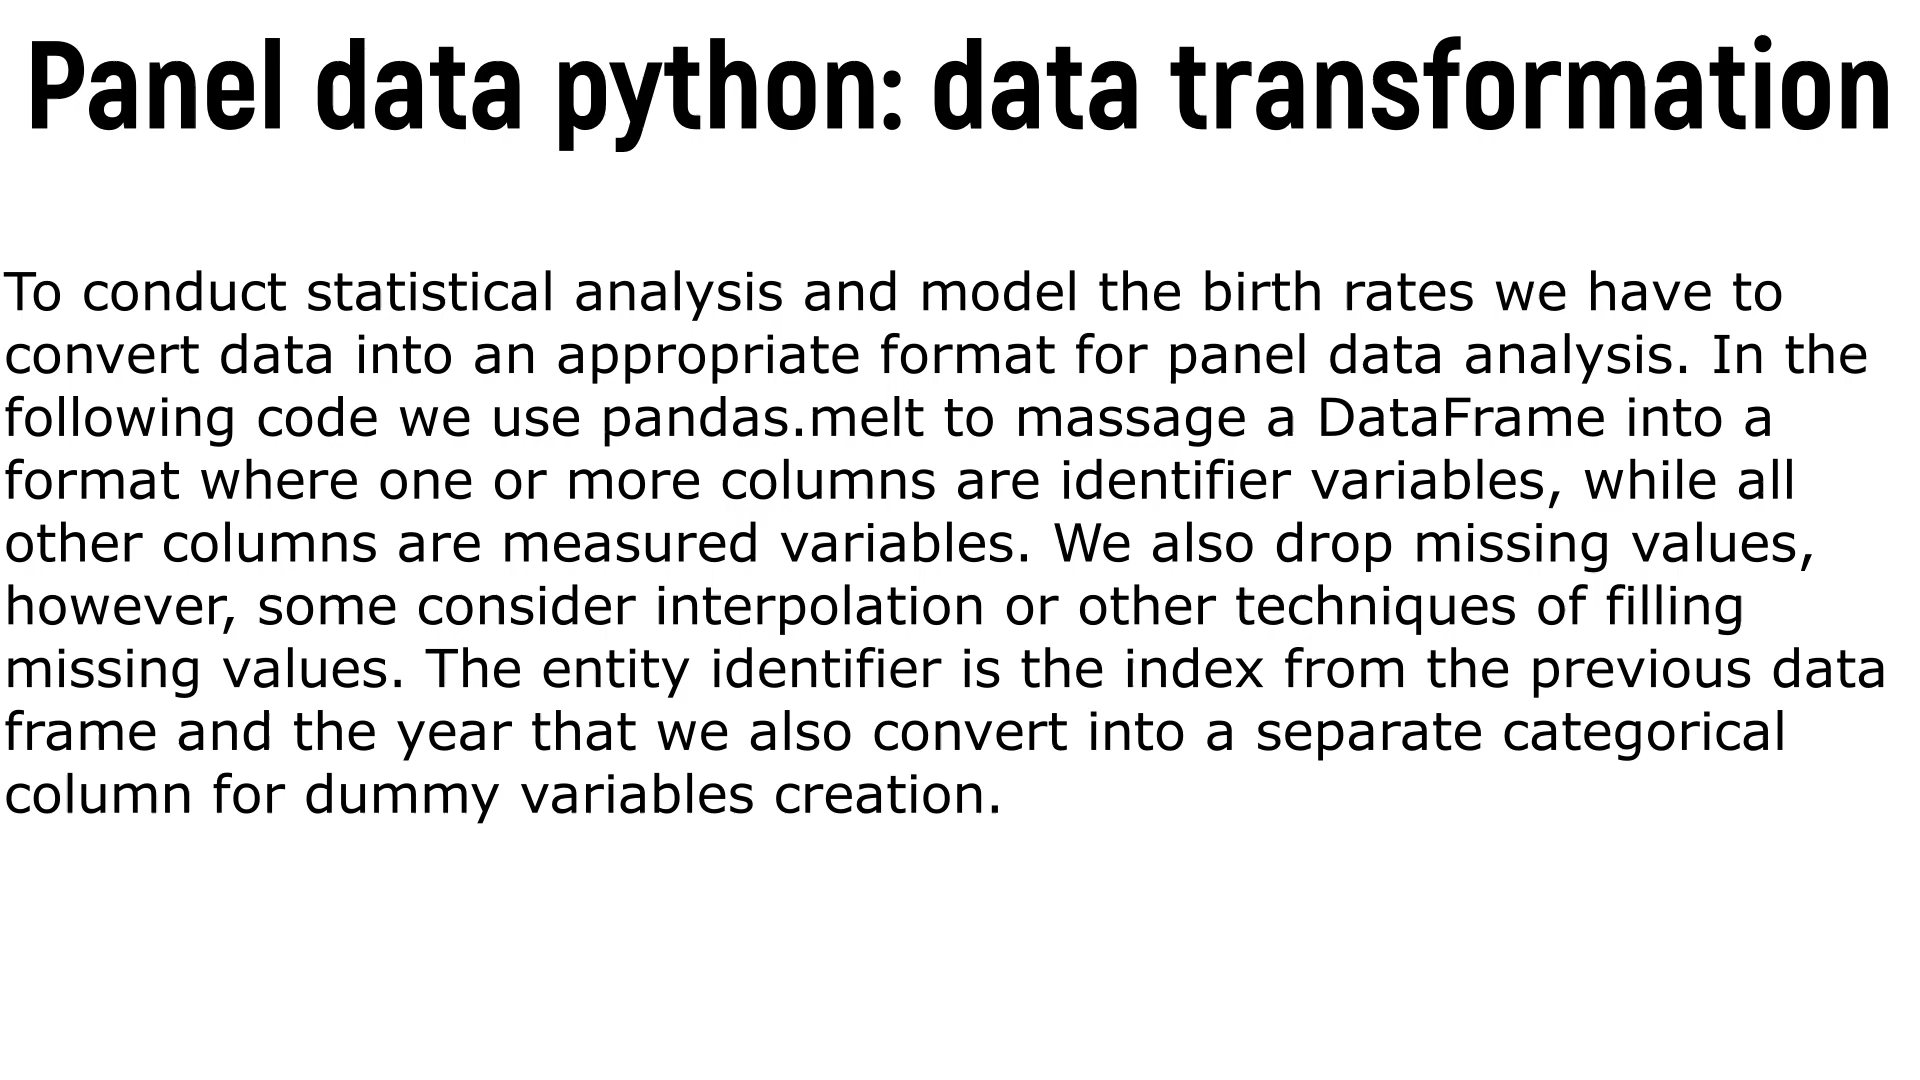 Panel data python: data transformation
To conduct statistical analysis and model the birth rates we have to
convert data into an appropriate format for panel data analysis. In the
following code we use pandas.melt to massage a DataFrame into a
format where one or more columns are identifier variables, while all
other columns are measured variables. We also drop missing values,
however, some consider interpolation or other techniques of filling
missing values. The entity identifier is the index from the previous data
frame and the year that we also convert into a separate categorical
column for dummy variables creation.